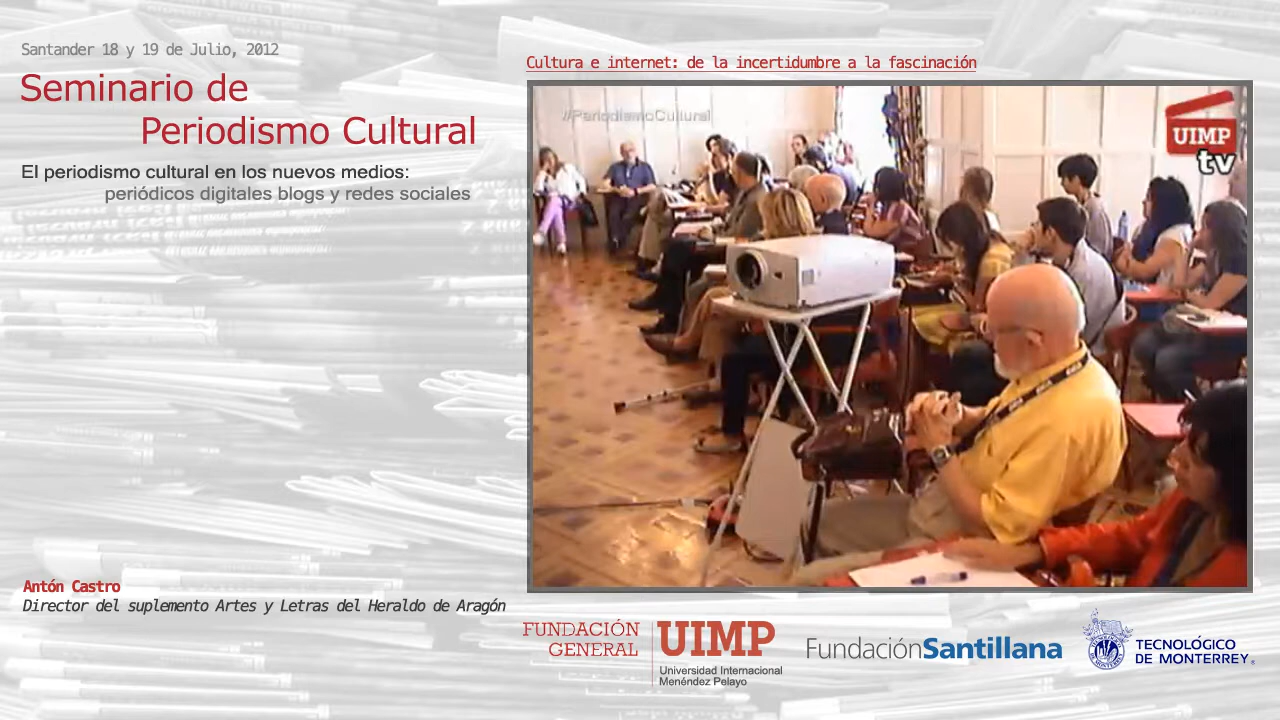 Santander 18 y 19 de Julio, 2012
Seminario de
Periodismo Cultural
El periodismo cultural en los nuevos medios:
periódicos digitales blogs y redes sociales
Cultura e internet: de la incertidumbre a la fascinación
//PeriodismoCultural
UIMP
tv
Antón Castro
Director del suplemento Artes y Letras del Heraldo de Aragón
FUNDACIÓN
GENERAL
UIMP
Universidad Internacional
Menéndez Pelayo
FundaciónSantillana
TECNOLÓGICO
DE MONTERREY